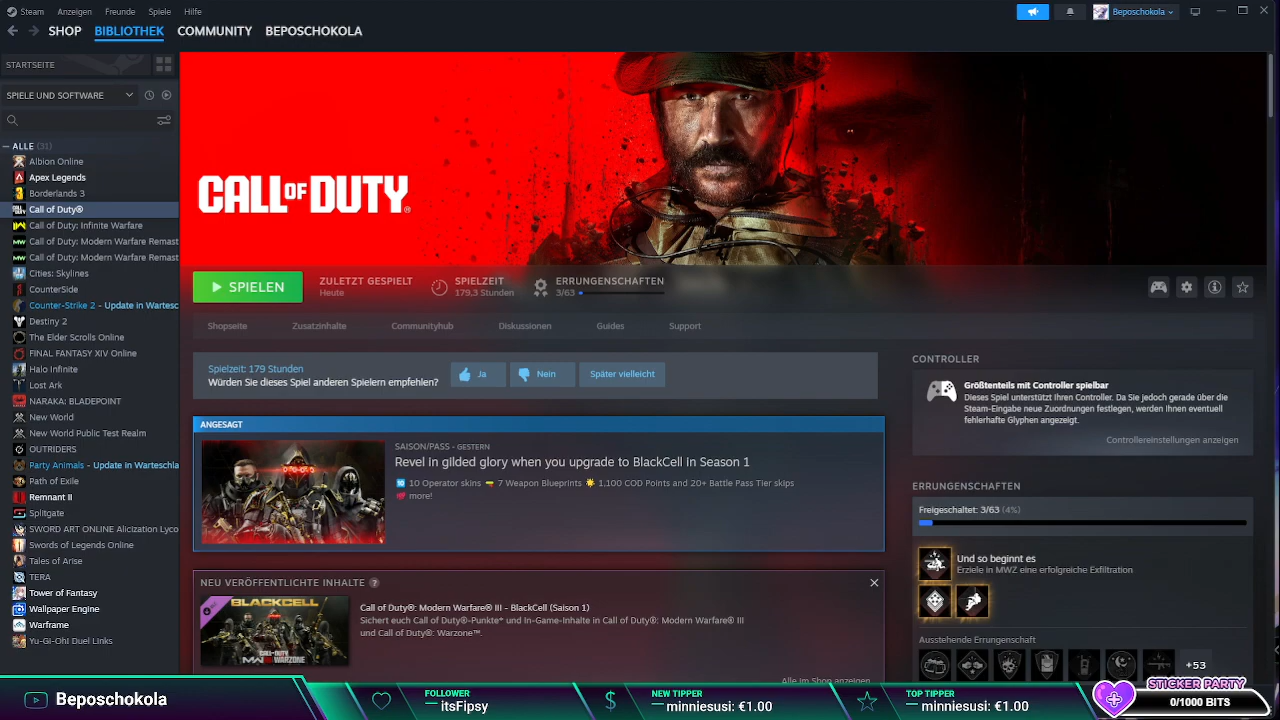 Steam Anzeigen Freunde Spiele Hilfe
Beposchokola
SHOP BIBLIOTHEK COMMUNITY BEPOSCHOKOLA
STARTSEITE
SPIELE UND SOFTWARE
ALLE (31)
Albion Online
Apex Legends
Borderlands 3
Call of Duty®
Call of Duty: Infinite Warfare
Call of Duty: Modern Warfare Remast
Call of Duty: Modern Warfare Remast
Cities: Skylines
CounterSide
Counter-Strike 2 - Update in Wartesc
Destiny 2
The Elder Scrolls Online
FINAL FANTASY XIV Online
Halo Infinite
Lost Ark
NARAKA: BLADEPOINT
New World
New World Public Test Realm
OUTRIDERS
Party Animals - Update in Warteschla
Path of Exile
Remnant II
Splitgate
SWORD ART ONLINE Alicization Lyco
Swords of Legends Online
Tales of Arise
TERA
Tower of Fantasy
Wallpaper Engine
Warframe
Yu-Gi-Oh! Duel Links
CALL OF DUTY®
SPIELEN
ZULETZT GESPIELT
Heute
SPIELZEIT
179,3 Stunden
ERRUNGENSCHAFTEN
3/63
Shopseite Zusatzinhalte Communityhub Diskussionen Guides Support
Spielzeit: 179 Stunden
Würden Sie dieses Spiel anderen Spielern empfehlen?
Ja Nein Später vielleicht
ANGESAGT
SAISON/PASS - GESTERN
Revel in gilded glory when you upgrade to BlackCell in Season 1
🔟 10 Operator skins 🔫 7 Weapon Blueprints 🌟 1,100 COD Points and 20+ Battle Pass Tier skips
more!
NEU VERÖFFENTLICHTE INHALTE ?
BLACKCELL
CALL OF DUTY
WARZONE
Call of Duty®: Modern Warfare® III - BlackCell (Saison 1)
Sichert euch Call of Duty®-Punkte* und In-Game-Inhalte in Call of Duty®: Modern Warfare® III
und Call of Duty®: Warzone™.
Alle im Shop anzeigen
CONTROLLER
Größtenteils mit Controller spielbar
Dieses Spiel unterstützt Ihren Controller. Da Sie jedoch gerade über die
Steam-Eingabe neue Zuordnungen festlegen, werden Ihnen eventuell
fehlerhafte Glyphen angezeigt.
Controllereinstellungen anzeigen
ERRUNGENSCHAFTEN
Freigeschaltet: 3/63 (4%)
Und so beginnt es
Erziele in MWZ eine erfolgreiche Exfiltration
Ausstehende Errungenschaft
+53
Beposchokola
FOLLOWER
itsFipsy
NEW TIPPER
minniesusi: €1.00
TOP TIPPER
minniesusi: €1.00
STICKER PARTY
0/1000 BITS